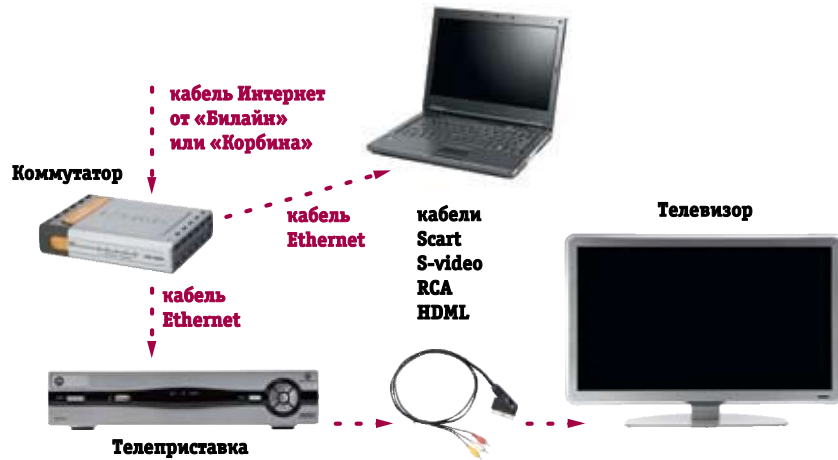 кабель Интернет
от «Билайн»
или «Корбина»
Коммутатор
кабель
Ethernet
кабели
Scart
S-video
RCA
HDML
Телевизор
кабель
Ethernet
Телеприставка